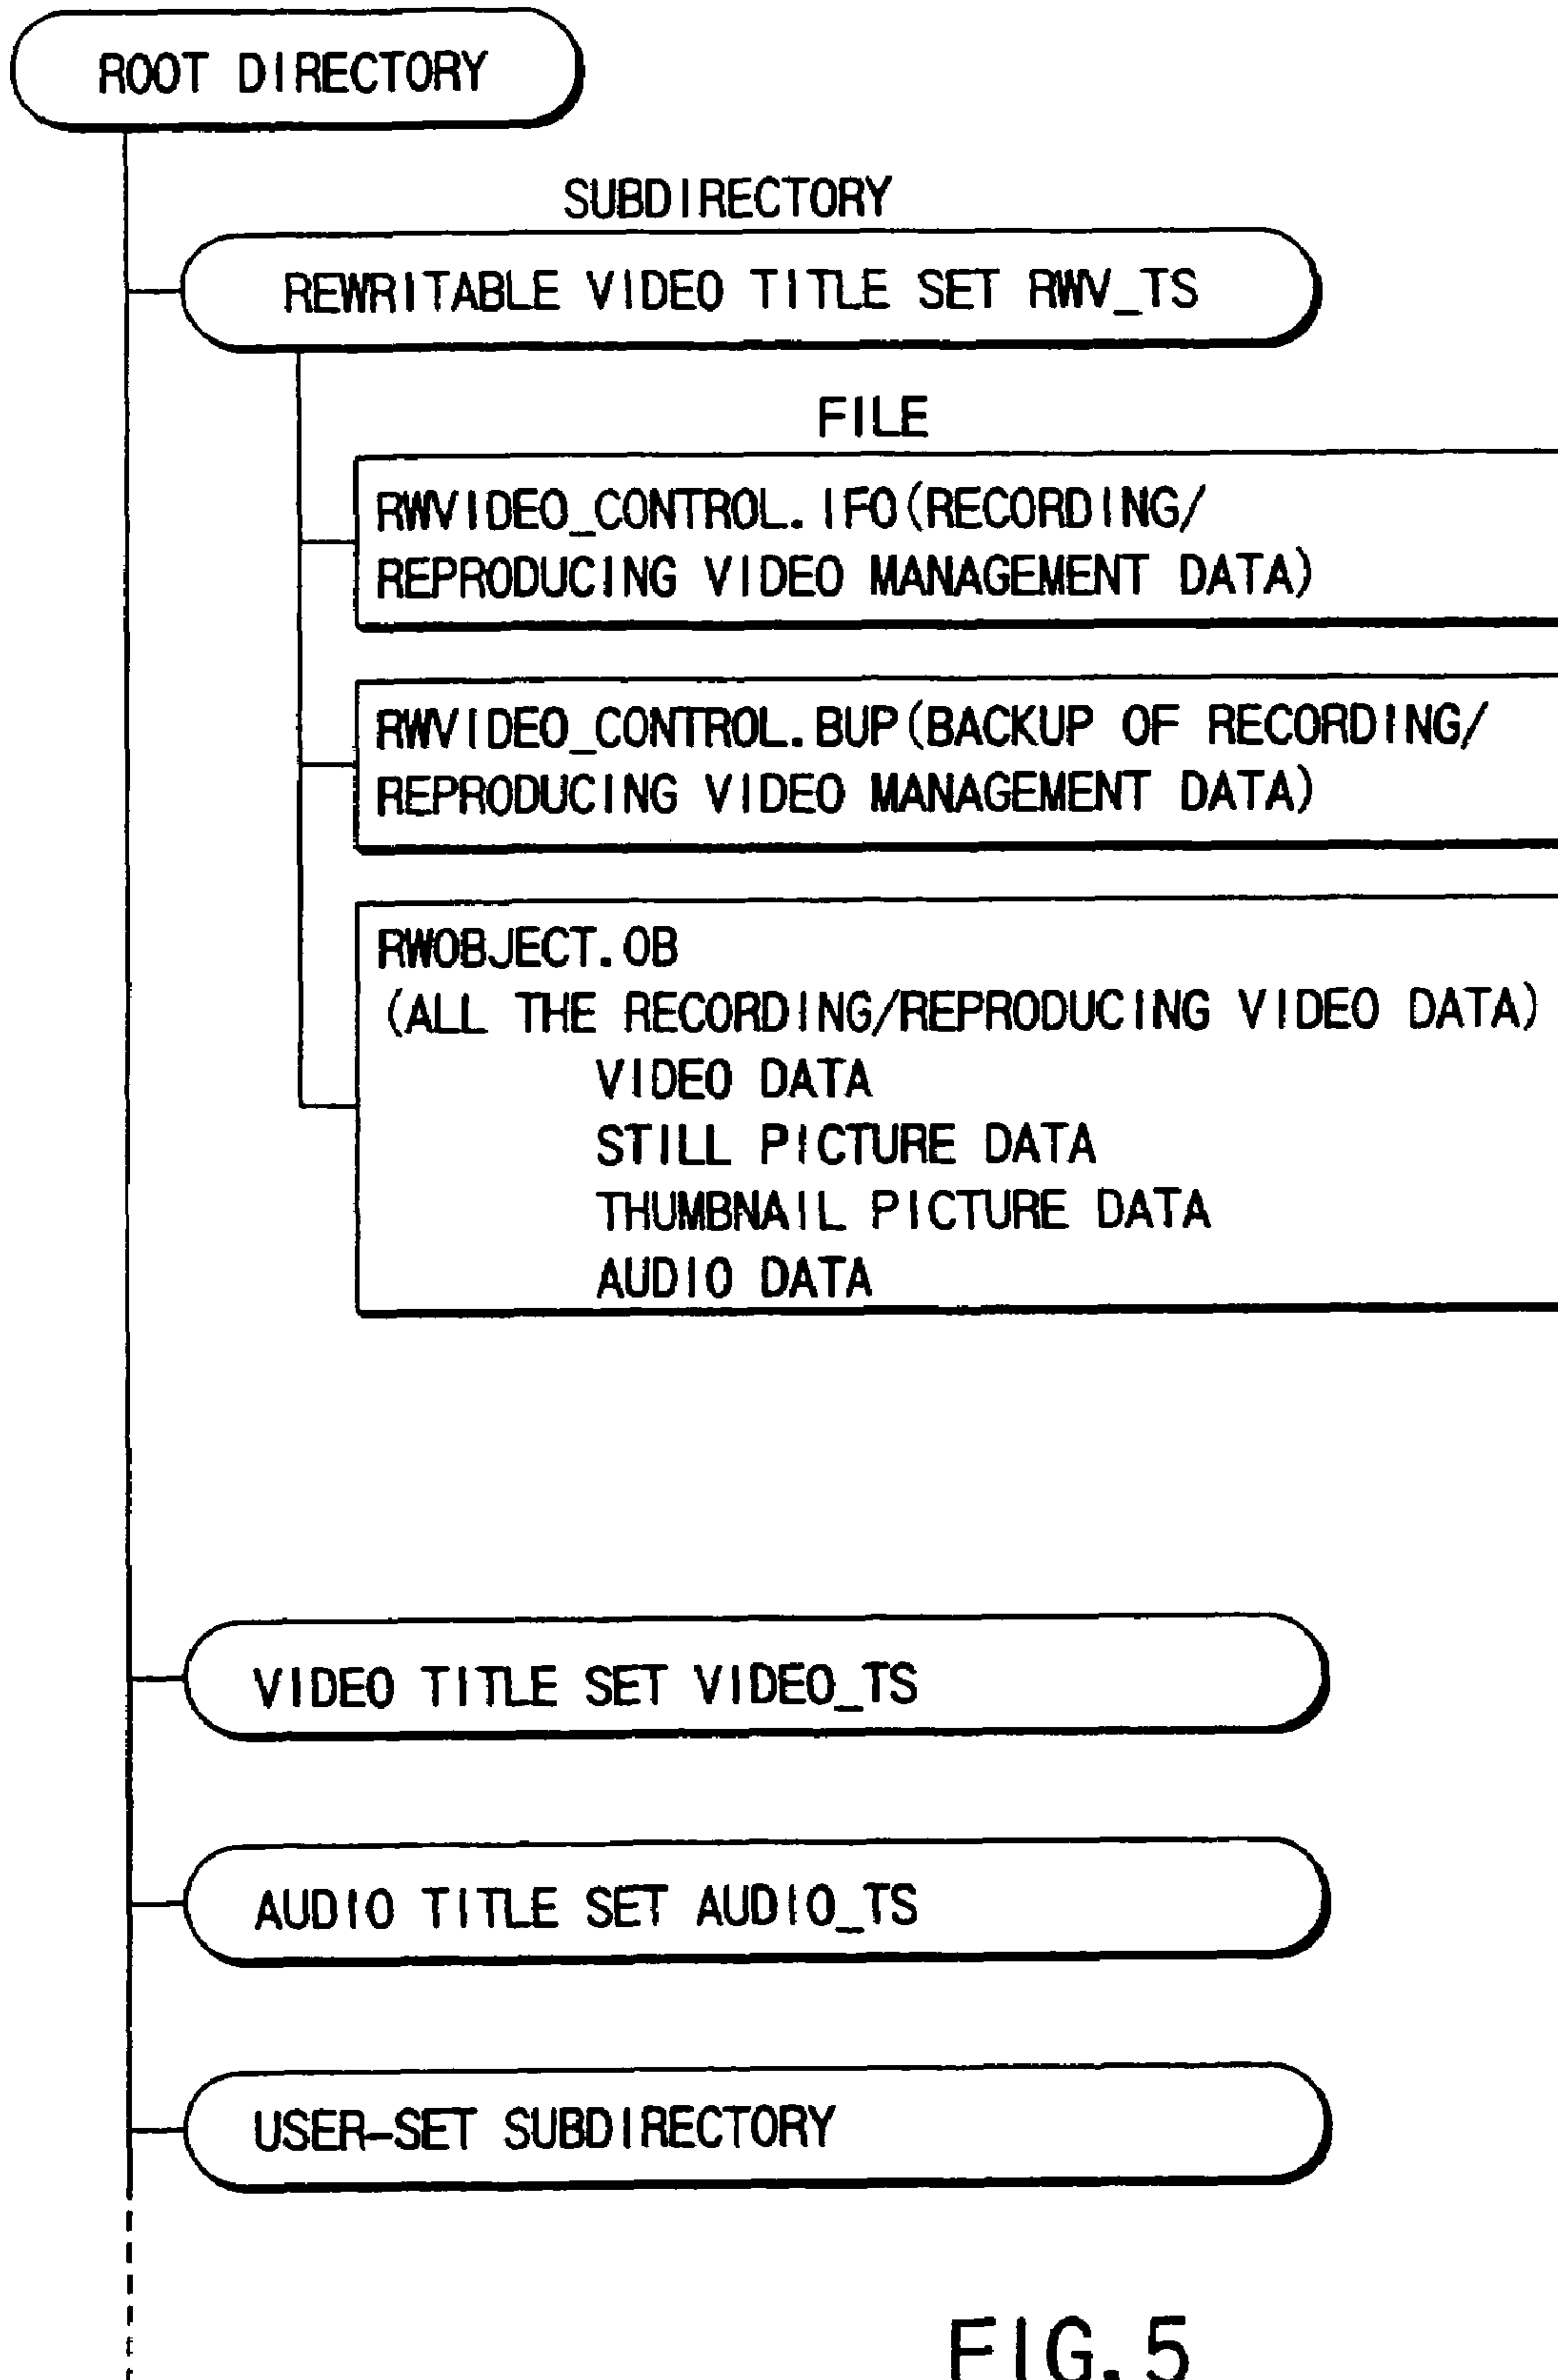 ROOT DIRECTORY
SUBDIRECTORY
REWRITABLE VIDEO TITLE SET RWV_TS
FILE
RWVIDEO_CONTROL.IFO(RECORDING/
REPRODUCING VIDEO MANAGEMENT DATA)
RWVIDEO_CONTROL.BUP(BACKUP OF RECORDING/
REPRODUCING VIDEO MANAGEMENT DATA)
RWOBJECT.OB
(ALL THE RECORDING/REPRODUCING VIDEO DATA)
VIDEO DATA
STILL PICTURE DATA
THUMBNAIL PICTURE DATA
AUDIO DATA
VIDEO TITLE SET VIDEO_TS
AUDIO TITLE SET AUDIO_TS
USER-SET SUBDIRECTORY
FIG.5